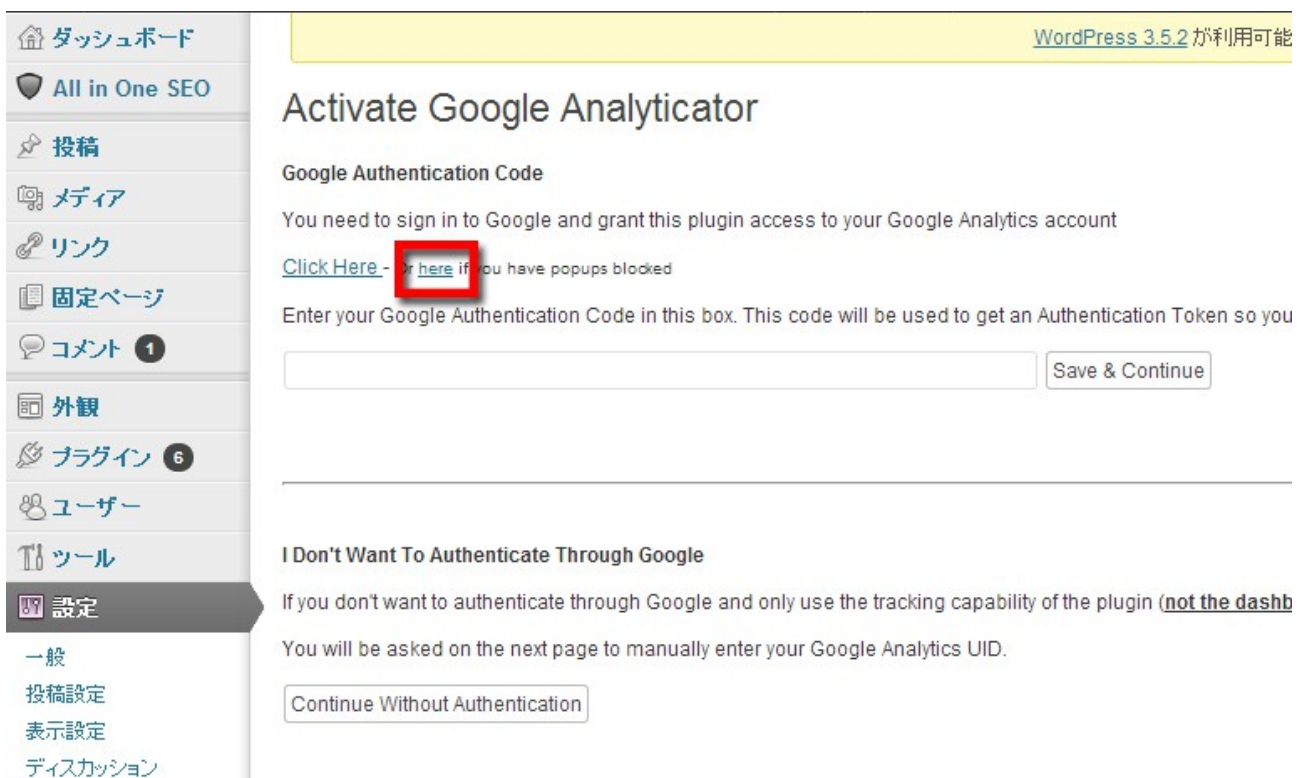 ダッシュボード
All in One SEO
投稿
メディア
リンク
固定ページ
コメント 1
外観
プラグイン 6
ユーザー
ツール
設定
一般
投稿設定
表示設定
ディスカッション
WordPress 3.5.2 が利用可能
Activate Google Analyticator
Google Authentication Code
You need to sign in to Google and grant this plugin access to your Google Analytics account
Click Here - Or here if you have popups blocked
Enter your Google Authentication Code in this box. This code will be used to get an Authentication Token so you
Save & Continue
I Don't Want To Authenticate Through Google
If you don't want to authenticate through Google and only use the tracking capability of the plugin (not the dashb
You will be asked on the next page to manually enter your Google Analytics UID.
Continue Without Authentication